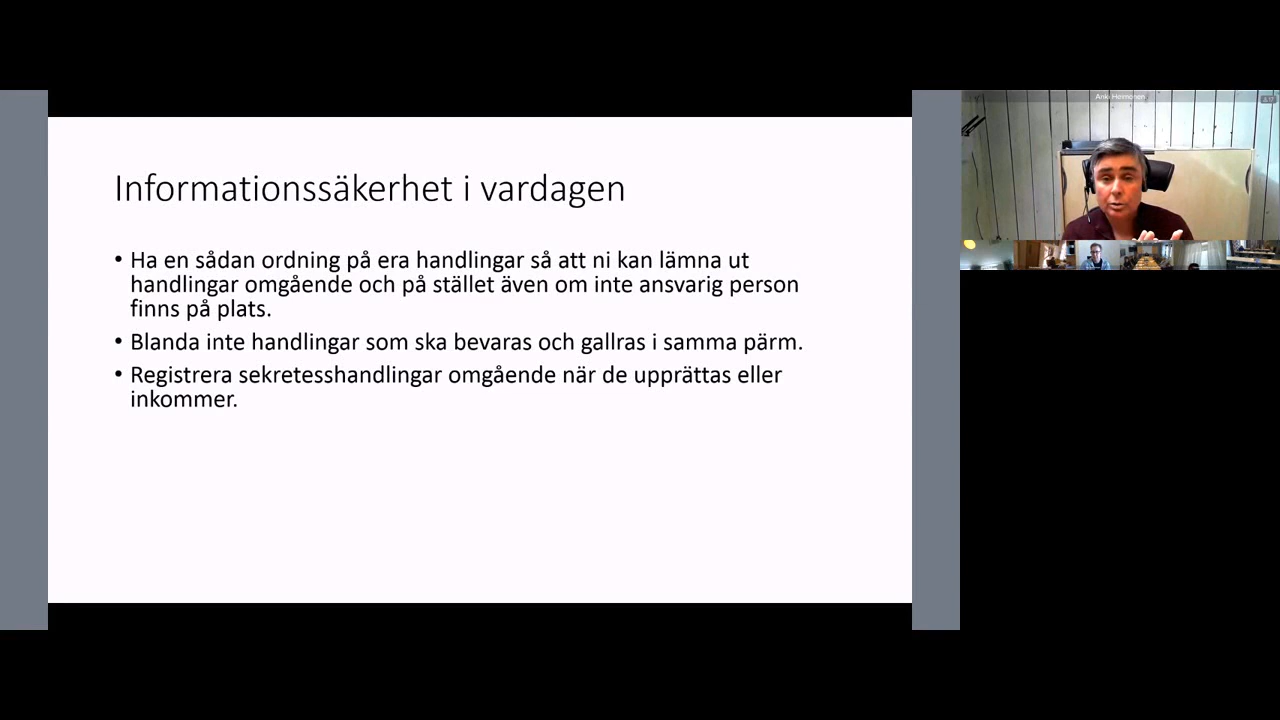 Informationssäkerhet i vardagen
• Ha en sådan ordning på era handlingar så att ni kan lämna ut
handlingar omgående och på stället även om inte ansvarig person
finns på plats.
• Blanda inte handlingar som ska bevaras och gallras i samma pärm.
• Registrera sekretesshandlingar omgående när de upprättas eller
inkommer.